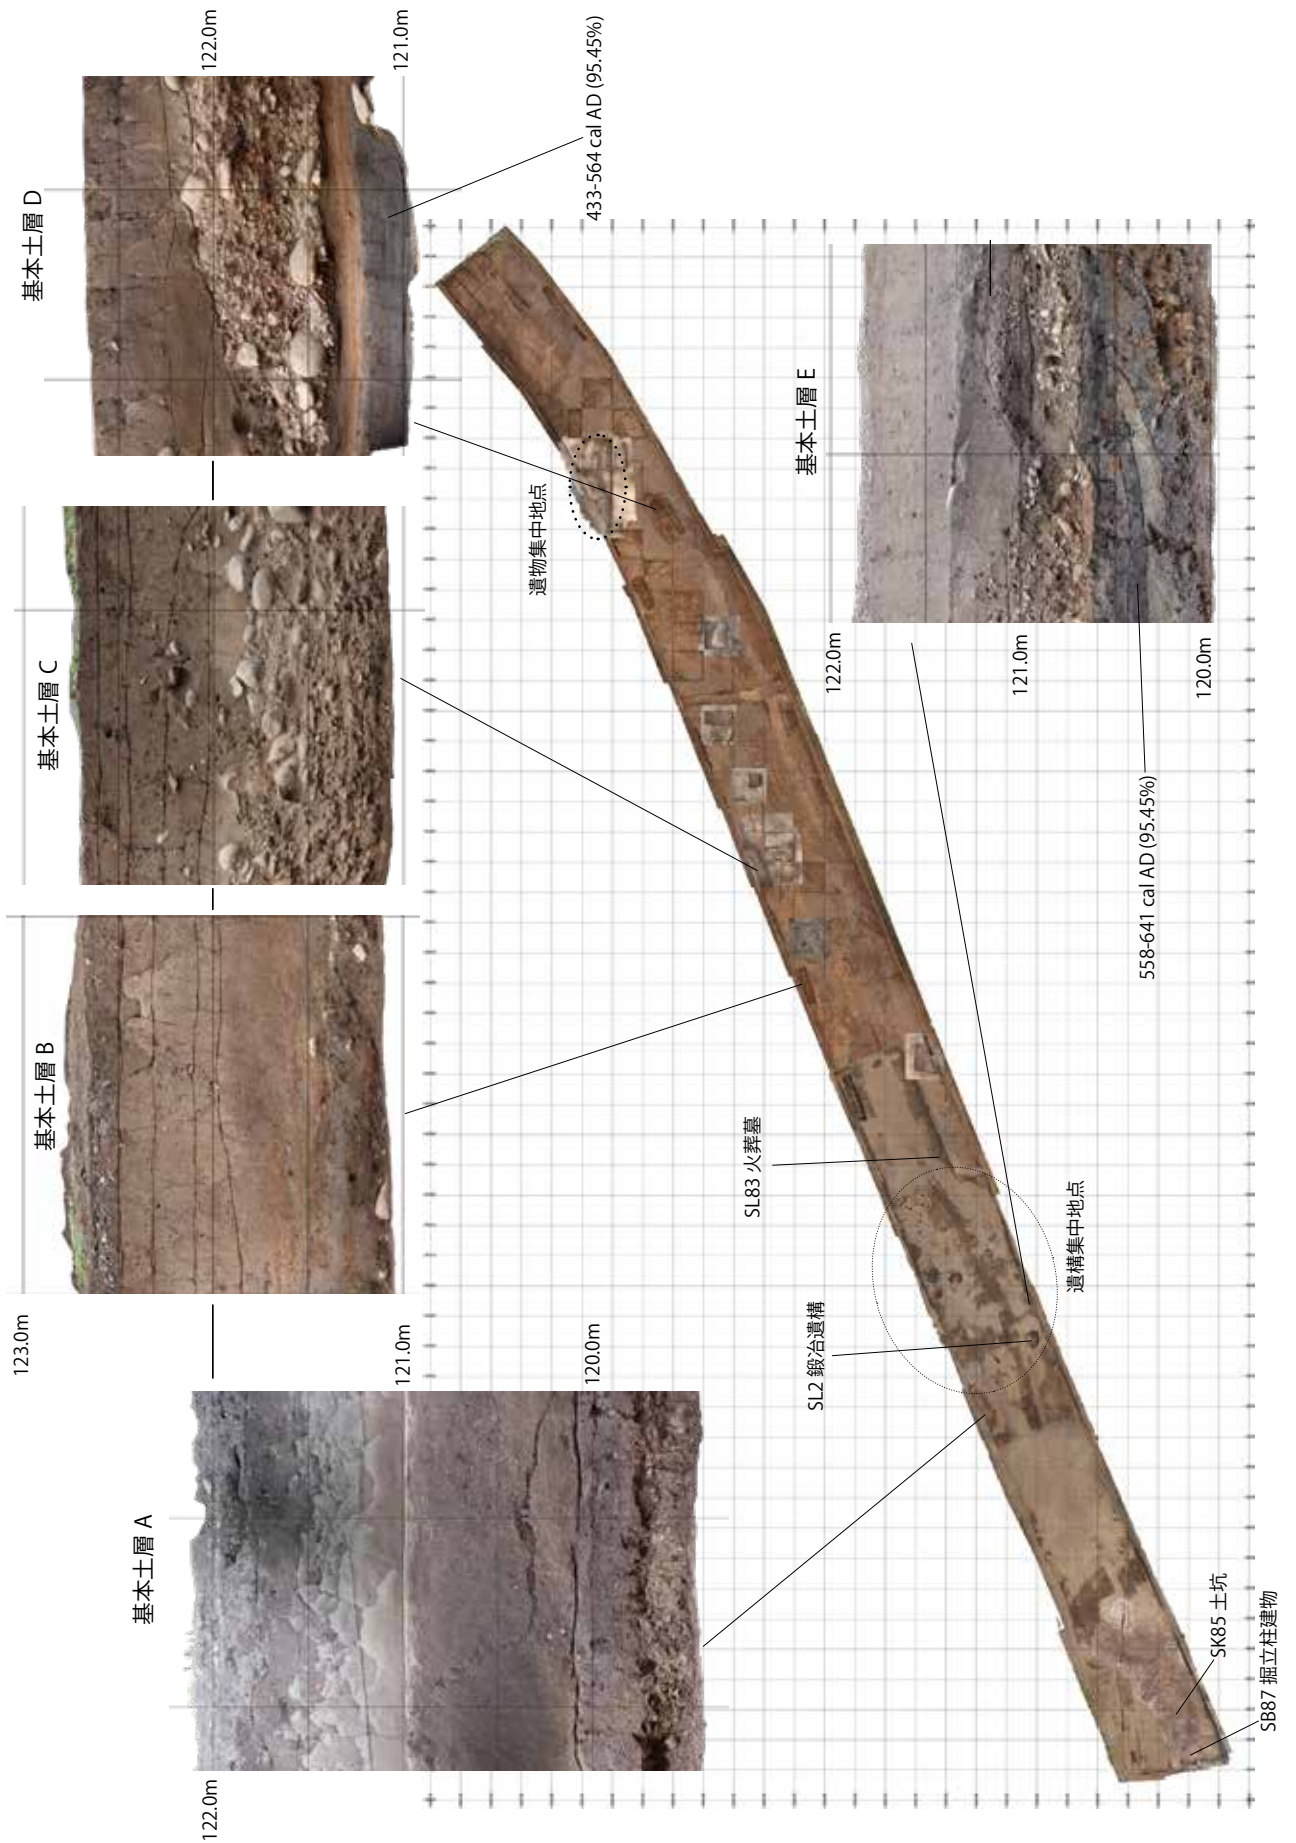 基本土層 A
122.0m
121.0m
120.0m
123.0m
基本土層 B
基本土層 C
基本土層 D
122.0m
121.0m
433-564 cal AD (95.45%)
基本土層 E
122.0m
121.0m
120.0m
558-641 cal AD (95.45%)
遺物集中地点
SL83 火葬墓
遺構集中地点
SL2 鍛冶遺構
SK85 土坑
SB87 掘立柱建物